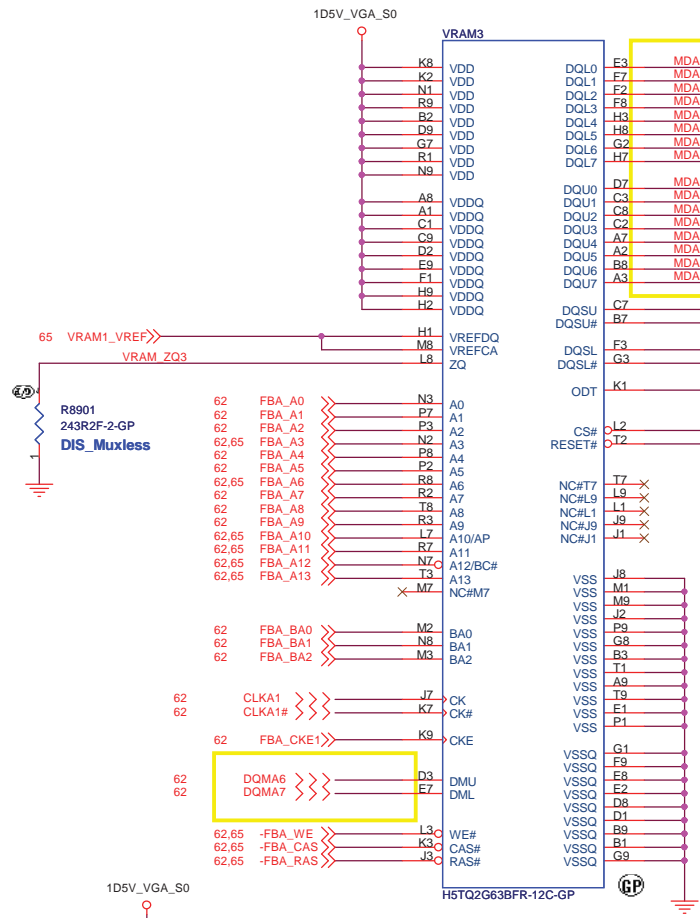 1D5V_VGA_S0
VRAM3
K8 VDD DQL0 E3 MDA
K2 VDD DQL1 F7 MDA
N1 VDD DQL2 F2 MDA
R9 VDD DQL3 F8 MDA
B2 VDD DQL4 H3 MDA
D9 VDD DQL5 H8 MDA
G7 VDD DQL6 G2 MDA
R1 VDD DQL7 H7 MDA
N9 VDD
DQU0 D7 MDA
A8 VDDQ DQU1 C3 MDA
A1 VDDQ DQU2 C8 MDA
C1 VDDQ DQU3 C2 MDA
C9 VDDQ DQU4 A7 MDA
D2 VDDQ DQU5 A2 MDA
E9 VDDQ DQU6 B8 MDA
F1 VDDQ DQU7 A3 MDA
H9 VDDQ
H2 VDDQ DQSU C7
DQSU# B7
65 VRAM1_VREF H1 VREFDQ
M8 VREFCA DQSL F3
VRAM_ZQ3 L8 ZQ DQSL# G3
ODT K1
R8901
243R2F-2-GP
DIS_Muxless
1
62 FBA_A0 N3 A0
62 FBA_A1 P7 A1
62 FBA_A2 P3 A2 CS# L2
62,65 FBA_A3 N2 A3 RESET# T2
62 FBA_A4 P8 A4
62 FBA_A5 P2 A5
62,65 FBA_A6 R8 A6 NC#T7 T7
62 FBA_A7 R2 A7 NC#L9 L9
62 FBA_A8 T8 A8 NC#L1 L1
62 FBA_A9 R3 A9 NC#J9 J9
62,65 FBA_A10 L7 A10/AP NC#J1 J1
62,65 FBA_A11 R7 A11
62,65 FBA_A12 N7 A12/BC#
62,65 FBA_A13 T3 A13 VSS J8
M7 NC#M7 VSS M1
VSS M9
VSS J2
62 FBA_BA0 M2 BA0 VSS P9
62 FBA_BA1 N8 BA1 VSS G8
62 FBA_BA2 M3 BA2 VSS B3
VSS T1
VSS A9
62 CLKA1 J7 CK VSS T9
62 CLKA1# K7 CK# VSS E1
VSS P1
62 FBA_CKE1 K9 CKE
VSSQ G1
VSSQ F9
62 DQMA6 D3 DMU VSSQ E8
62 DQMA7 E7 DML VSSQ E2
VSSQ D8
VSSQ D1
62,65 -FBA_WE L3 WE# VSSQ B9
62,65 -FBA_CAS K3 CAS# VSSQ B1
62,65 -FBA_RAS J3 RAS# VSSQ G9
GP
H5TQ2G63BFR-12C-GP
1D5V_VGA_S0